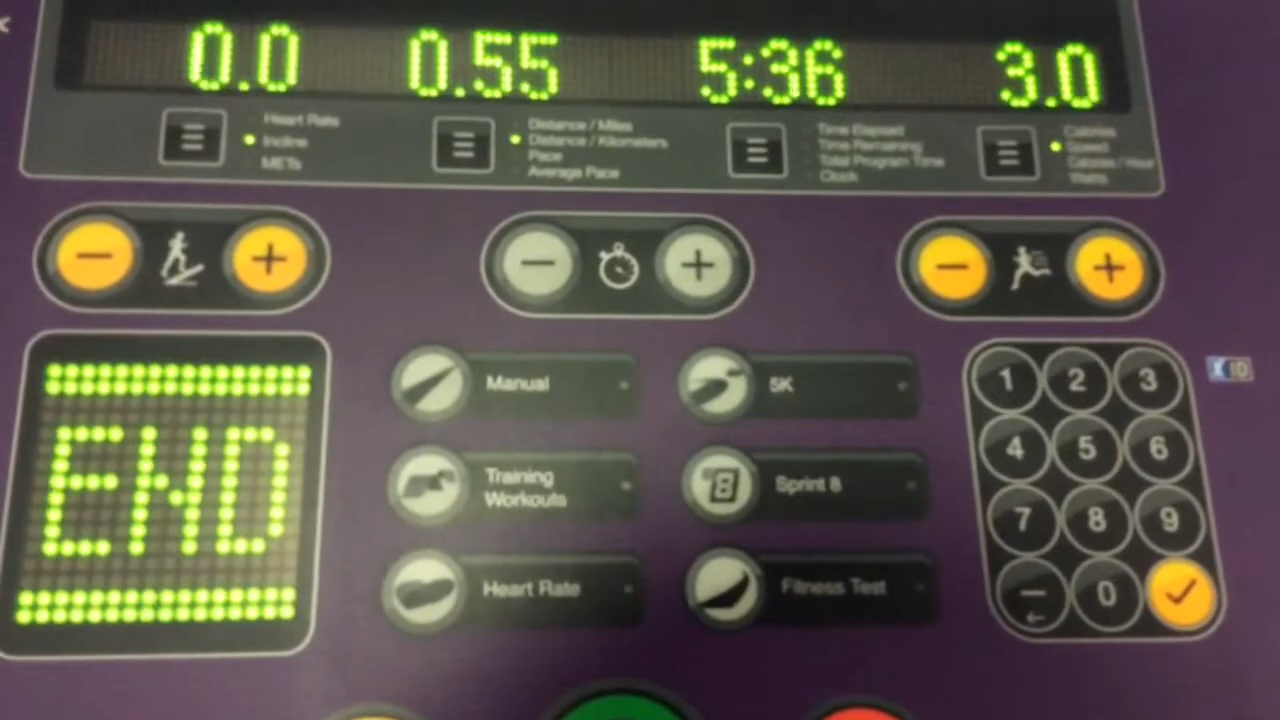 0.0 0.55 5:36 3.0
Heart Rate
Incline
METs
Distance / Miles
Distance / Kilometers
Pace
Average Pace
Time Elapsed
Time Remaining
Total Program Time
Clock
Calories
Speed
Calories / Hour
Watts
END
Manual
Training
Workouts
Heart Rate
5K
Sprint 8
Fitness Test
1 2 3
4 5 6
7 8 9
0